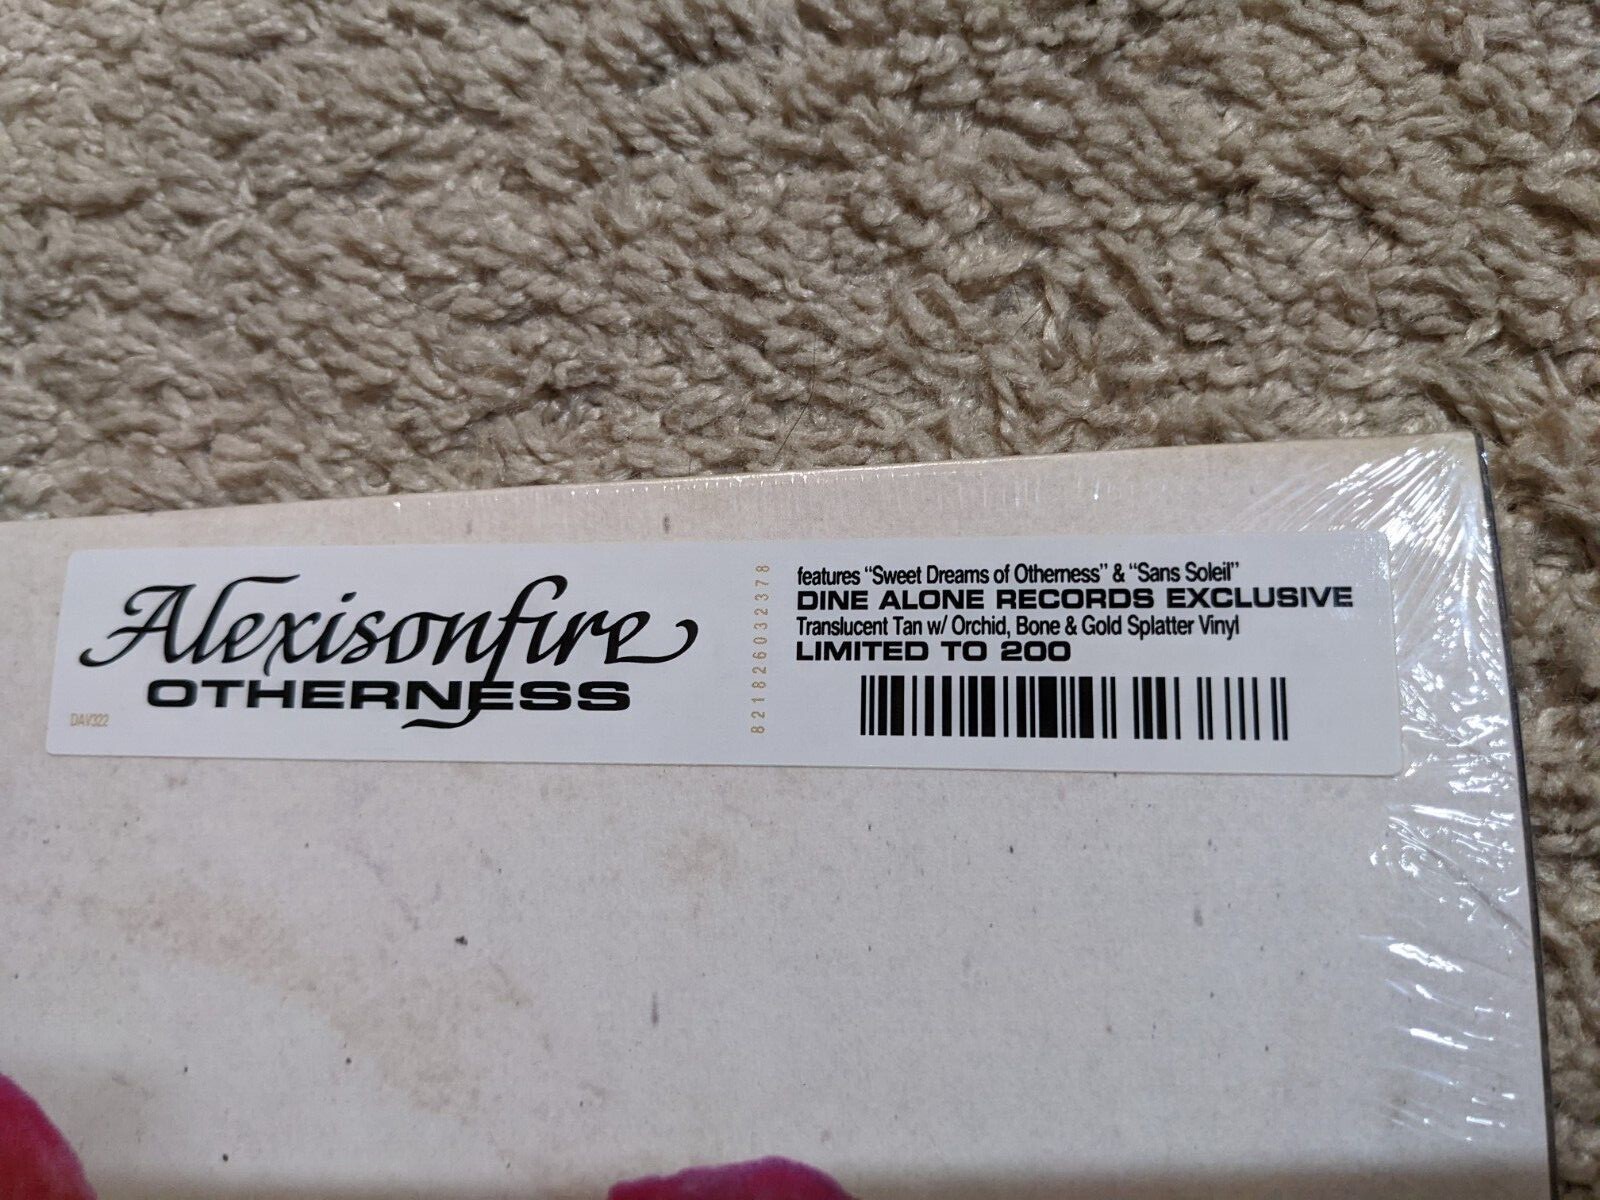 Alexisonfire
OTHERNESS
DAV322
821826032378
features “Sweet Dreams of Otherness” & “Sans Soleil”
DINE ALONE RECORDS EXCLUSIVE
Translucent Tan w/ Orchid, Bone & Gold Splatter Vinyl
LIMITED TO 200